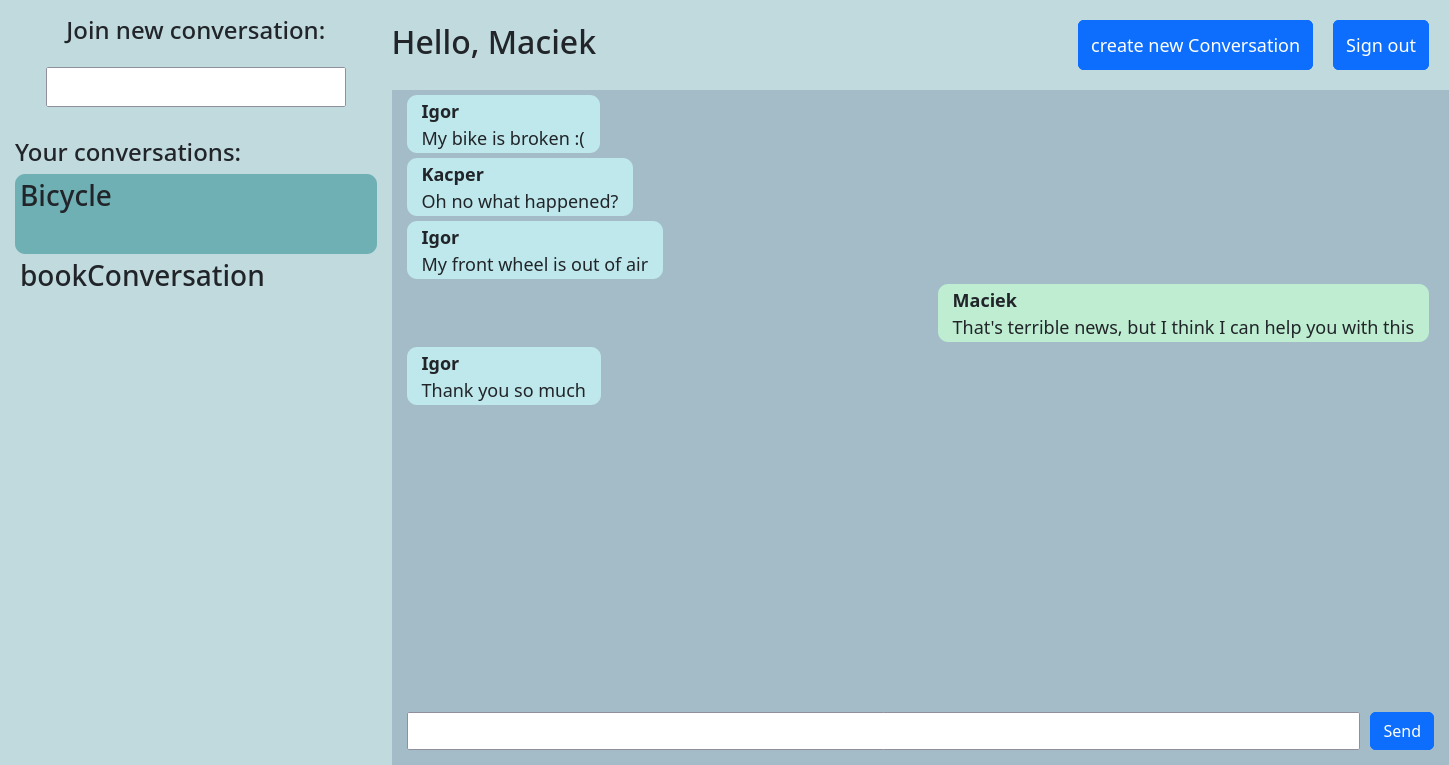 Join new conversation:
Your conversations:
Bicycle
bookConversation
Hello, Maciek
create new Conversation
Sign out
Igor
My bike is broken :(
Kacper
Oh no what happened?
Igor
My front wheel is out of air
Maciek
That's terrible news, but I think I can help you with this
Igor
Thank you so much
Send